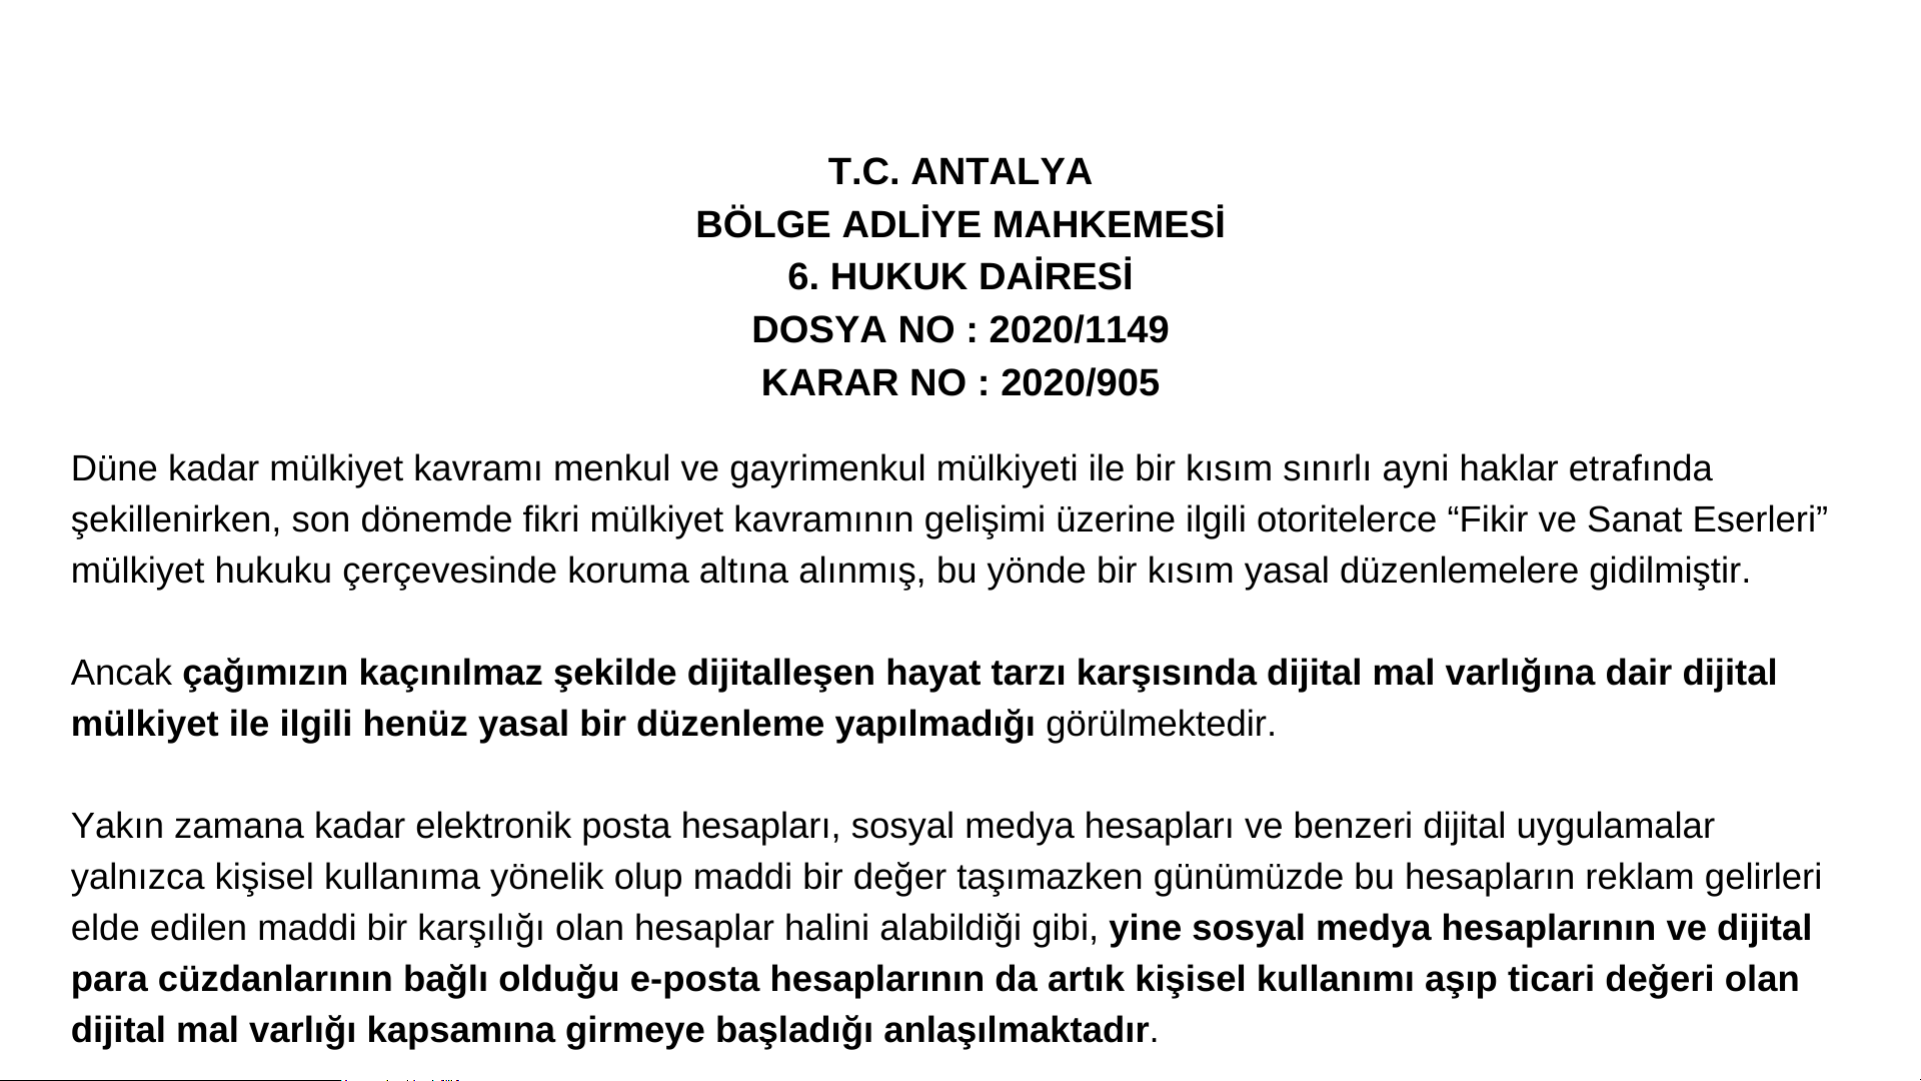 T.C. ANTALYA
BÖLGE ADLİYE MAHKEMESİ
6. HUKUK DAİRESİ
DOSYA NO : 2020/1149
KARAR NO : 2020/905
Düne kadar mülkiyet kavramı menkul ve gayrimenkul mülkiyeti ile bir kısım sınırlı ayni haklar etrafında
şekillenirken, son dönemde fikri mülkiyet kavramının gelişimi üzerine ilgili otoritelerce “Fikir ve Sanat Eserleri”
mülkiyet hukuku çerçevesinde koruma altına alınmış, bu yönde bir kısım yasal düzenlemelere gidilmiştir.
Ancak çağımızın kaçınılmaz şekilde dijitalleşen hayat tarzı karşısında dijital mal varlığına dair dijital
mülkiyet ile ilgili henüz yasal bir düzenleme yapılmadığı görülmektedir.
Yakın zamana kadar elektronik posta hesapları, sosyal medya hesapları ve benzeri dijital uygulamalar
yalnızca kişisel kullanıma yönelik olup maddi bir değer taşımazken günümüzde bu hesapların reklam gelirleri
elde edilen maddi bir karşılığı olan hesaplar halini alabildiği gibi, yine sosyal medya hesaplarının ve dijital
para cüzdanlarının bağlı olduğu e-posta hesaplarının da artık kişisel kullanımı aşıp ticari değeri olan
dijital mal varlığı kapsamına girmeye başladığı anlaşılmaktadır.